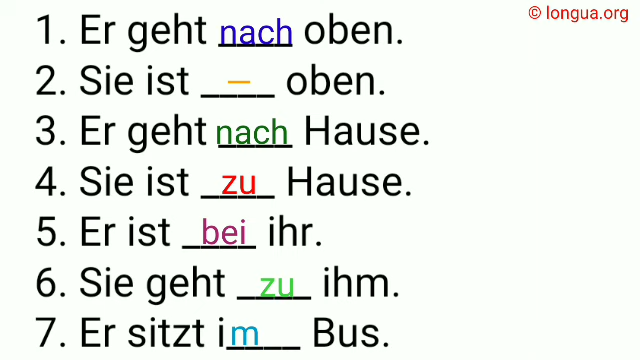 © longua.org
1. Er geht nach oben.
2. Sie ist — oben.
3. Er geht nach Hause.
4. Sie ist zu Hause.
5. Er ist bei ihr.
6. Sie geht zu ihm.
7. Er sitzt im Bus.